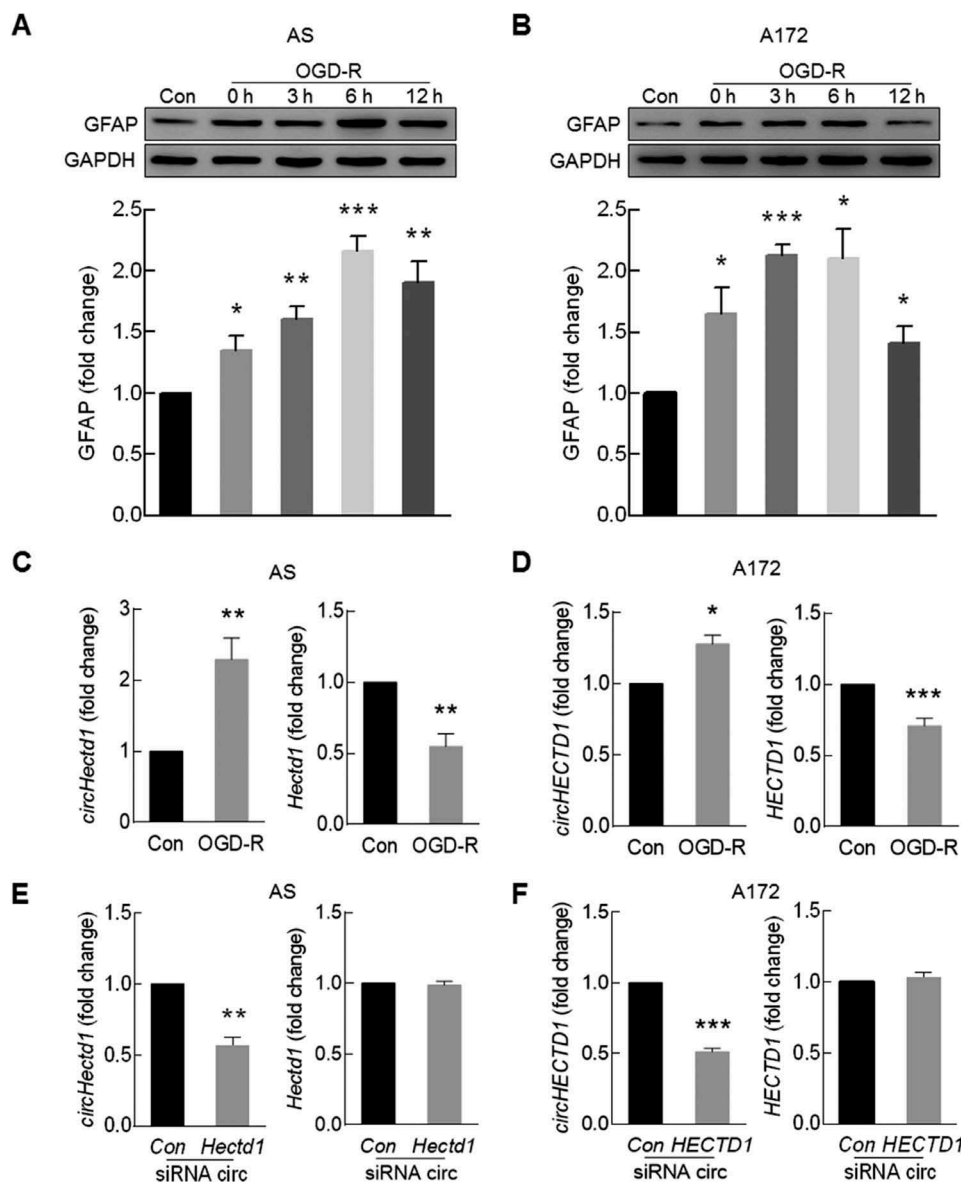 A
AS
OGD-R
Con 0 h 3 h 6 h 12 h
GFAP
GAPDH
GFAP (fold change)
2.5
2.0
1.5
1.0
0.5
0.0
* ** *** **
B
A172
OGD-R
Con 0 h 3 h 6 h 12 h
GFAP
GAPDH
GFAP (fold change)
2.5
2.0
1.5
1.0
0.5
0.0
* *** * *
C
AS
circHectd1 (fold change)
3
2
1
0
**
Con OGD-R
Hectd1 (fold change)
1.5
1.0
0.5
0.0
**
Con OGD-R
D
A172
circHECTD1 (fold change)
1.5
1.0
0.5
0.0
*
Con OGD-R
HECTD1 (fold change)
1.5
1.0
0.5
0.0
***
Con OGD-R
E
AS
circHectd1 (fold change)
1.5
1.0
0.5
0.0
**
Con Hectd1
siRNA circ
Hectd1 (fold change)
1.5
1.0
0.5
0.0
Con Hectd1
siRNA circ
F
A172
circHECTD1 (fold change)
1.5
1.0
0.5
0.0
***
Con HECTD1
siRNA circ
HECTD1 (fold change)
1.5
1.0
0.5
0.0
Con HECTD1
siRNA circ